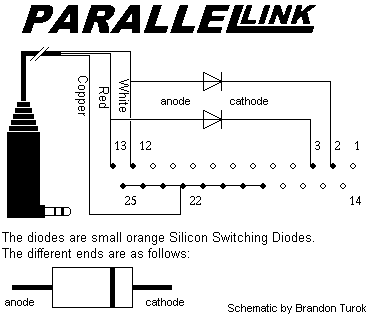 PARALLEL LINK
Copper
Red
White
anode cathode
13 12 3 2 1
25 22 14
The diodes are small orange Silicon Switching Diodes.
The different ends are as follows:
anode cathode
Schematic by Brandon Turok